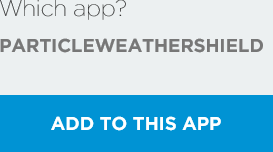 Which app?
PARTICLEWEATHERSHIELD
ADD TO THIS APP